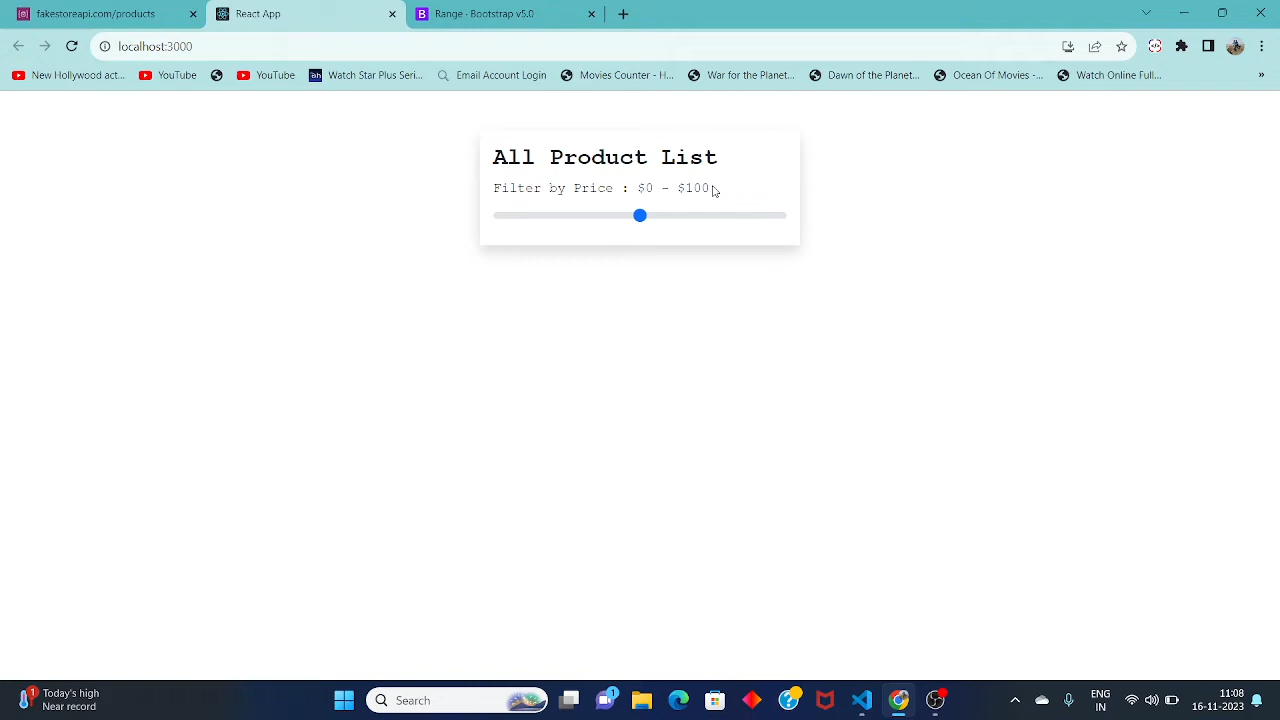 fakestoreapi.com/products
React App
Range · Bootstrap v5.0
localhost:3000
New Hollywood act...
YouTube
YouTube
Watch Star Plus Seri...
Email Account Login
Movies Counter - H...
War for the Planet...
Dawn of the Planet...
Ocean Of Movies -...
Watch Online Full...
»
All Product List
Filter by Price : $0 - $100
1
Today's high
Near record
Search
1
ENG
IN
11:38
16-11-2023